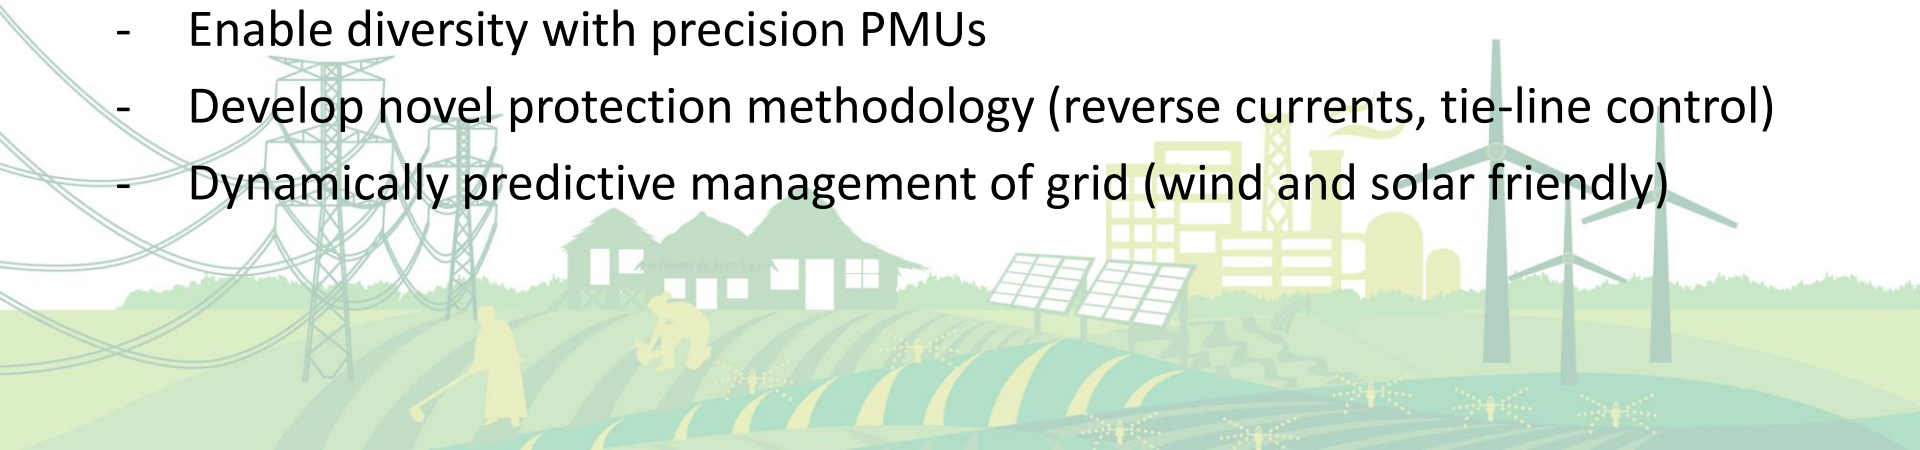 - Enable diversity with precision PMUs
- Develop novel protection methodology (reverse currents, tie-line control)
- Dynamically predictive management of grid (wind and solar friendly)